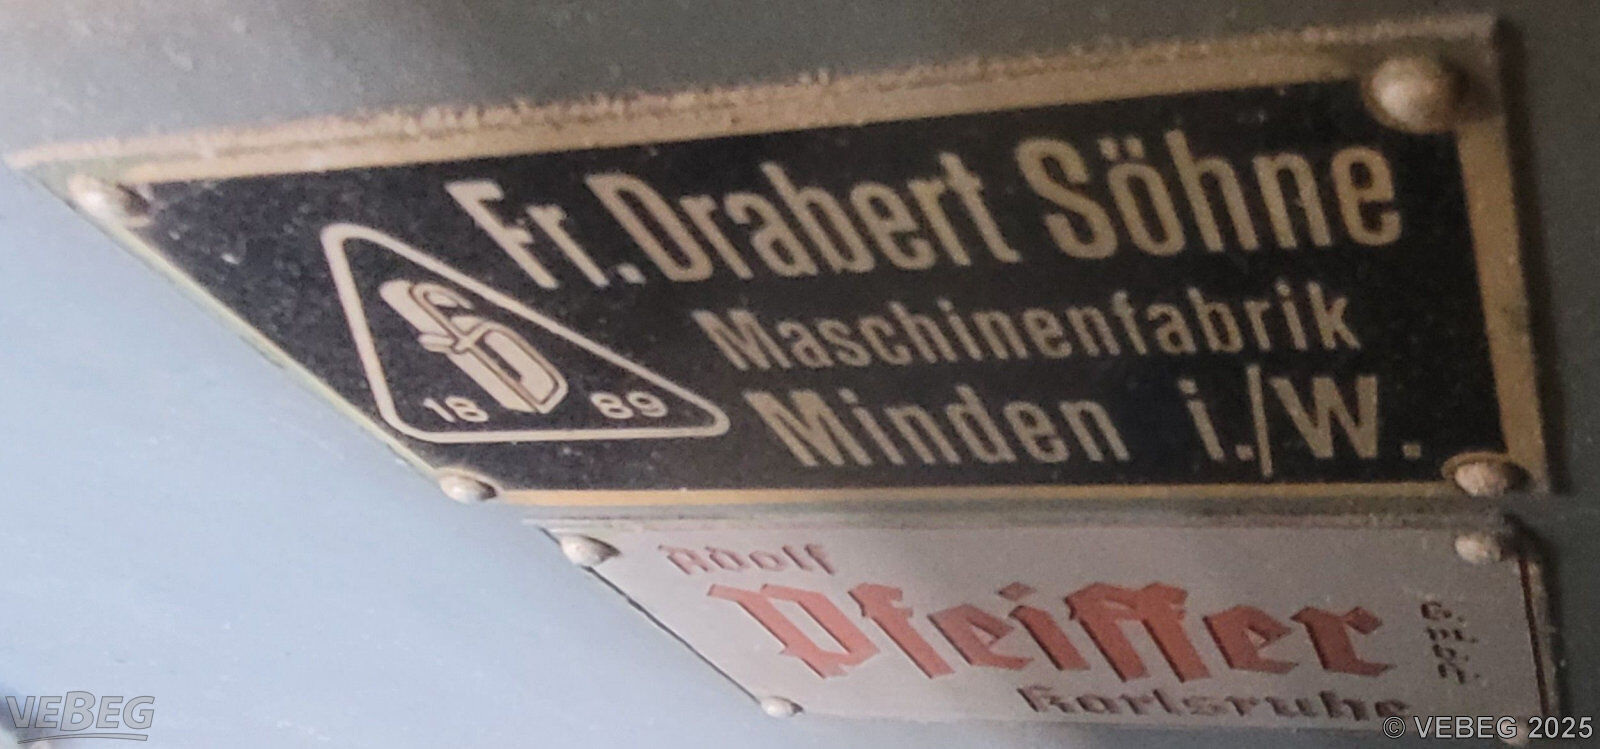 Fr. Drabert Söhne
Maschinenfabrik
Minden i./W.
18 89
Adolf
Pfeiffer
G.m.b.H.
Karlsruhe
VEBEG
© VEBEG 2025